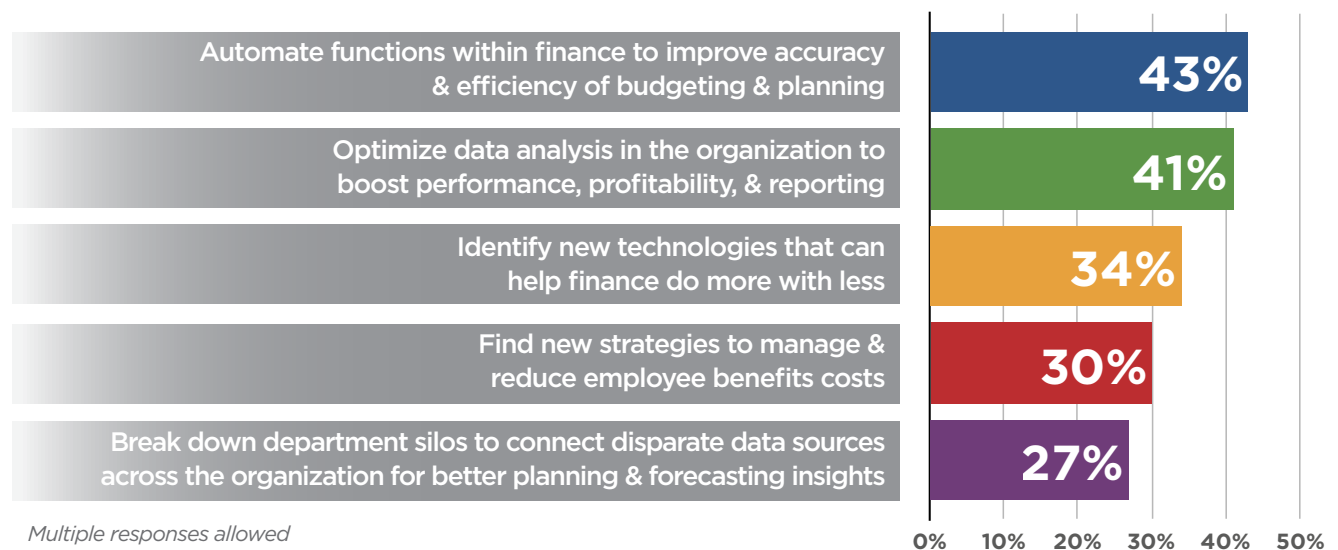 Automate functions within finance to improve accuracy
& efficiency of budgeting & planning
43%
Optimize data analysis in the organization to
boost performance, profitability, & reporting
41%
Identify new technologies that can
help finance do more with less
34%
Find new strategies to manage &
reduce employee benefits costs
30%
Break down department silos to connect disparate data sources
across the organization for better planning & forecasting insights
27%
Multiple responses allowed
0% 10% 20% 30% 40% 50%